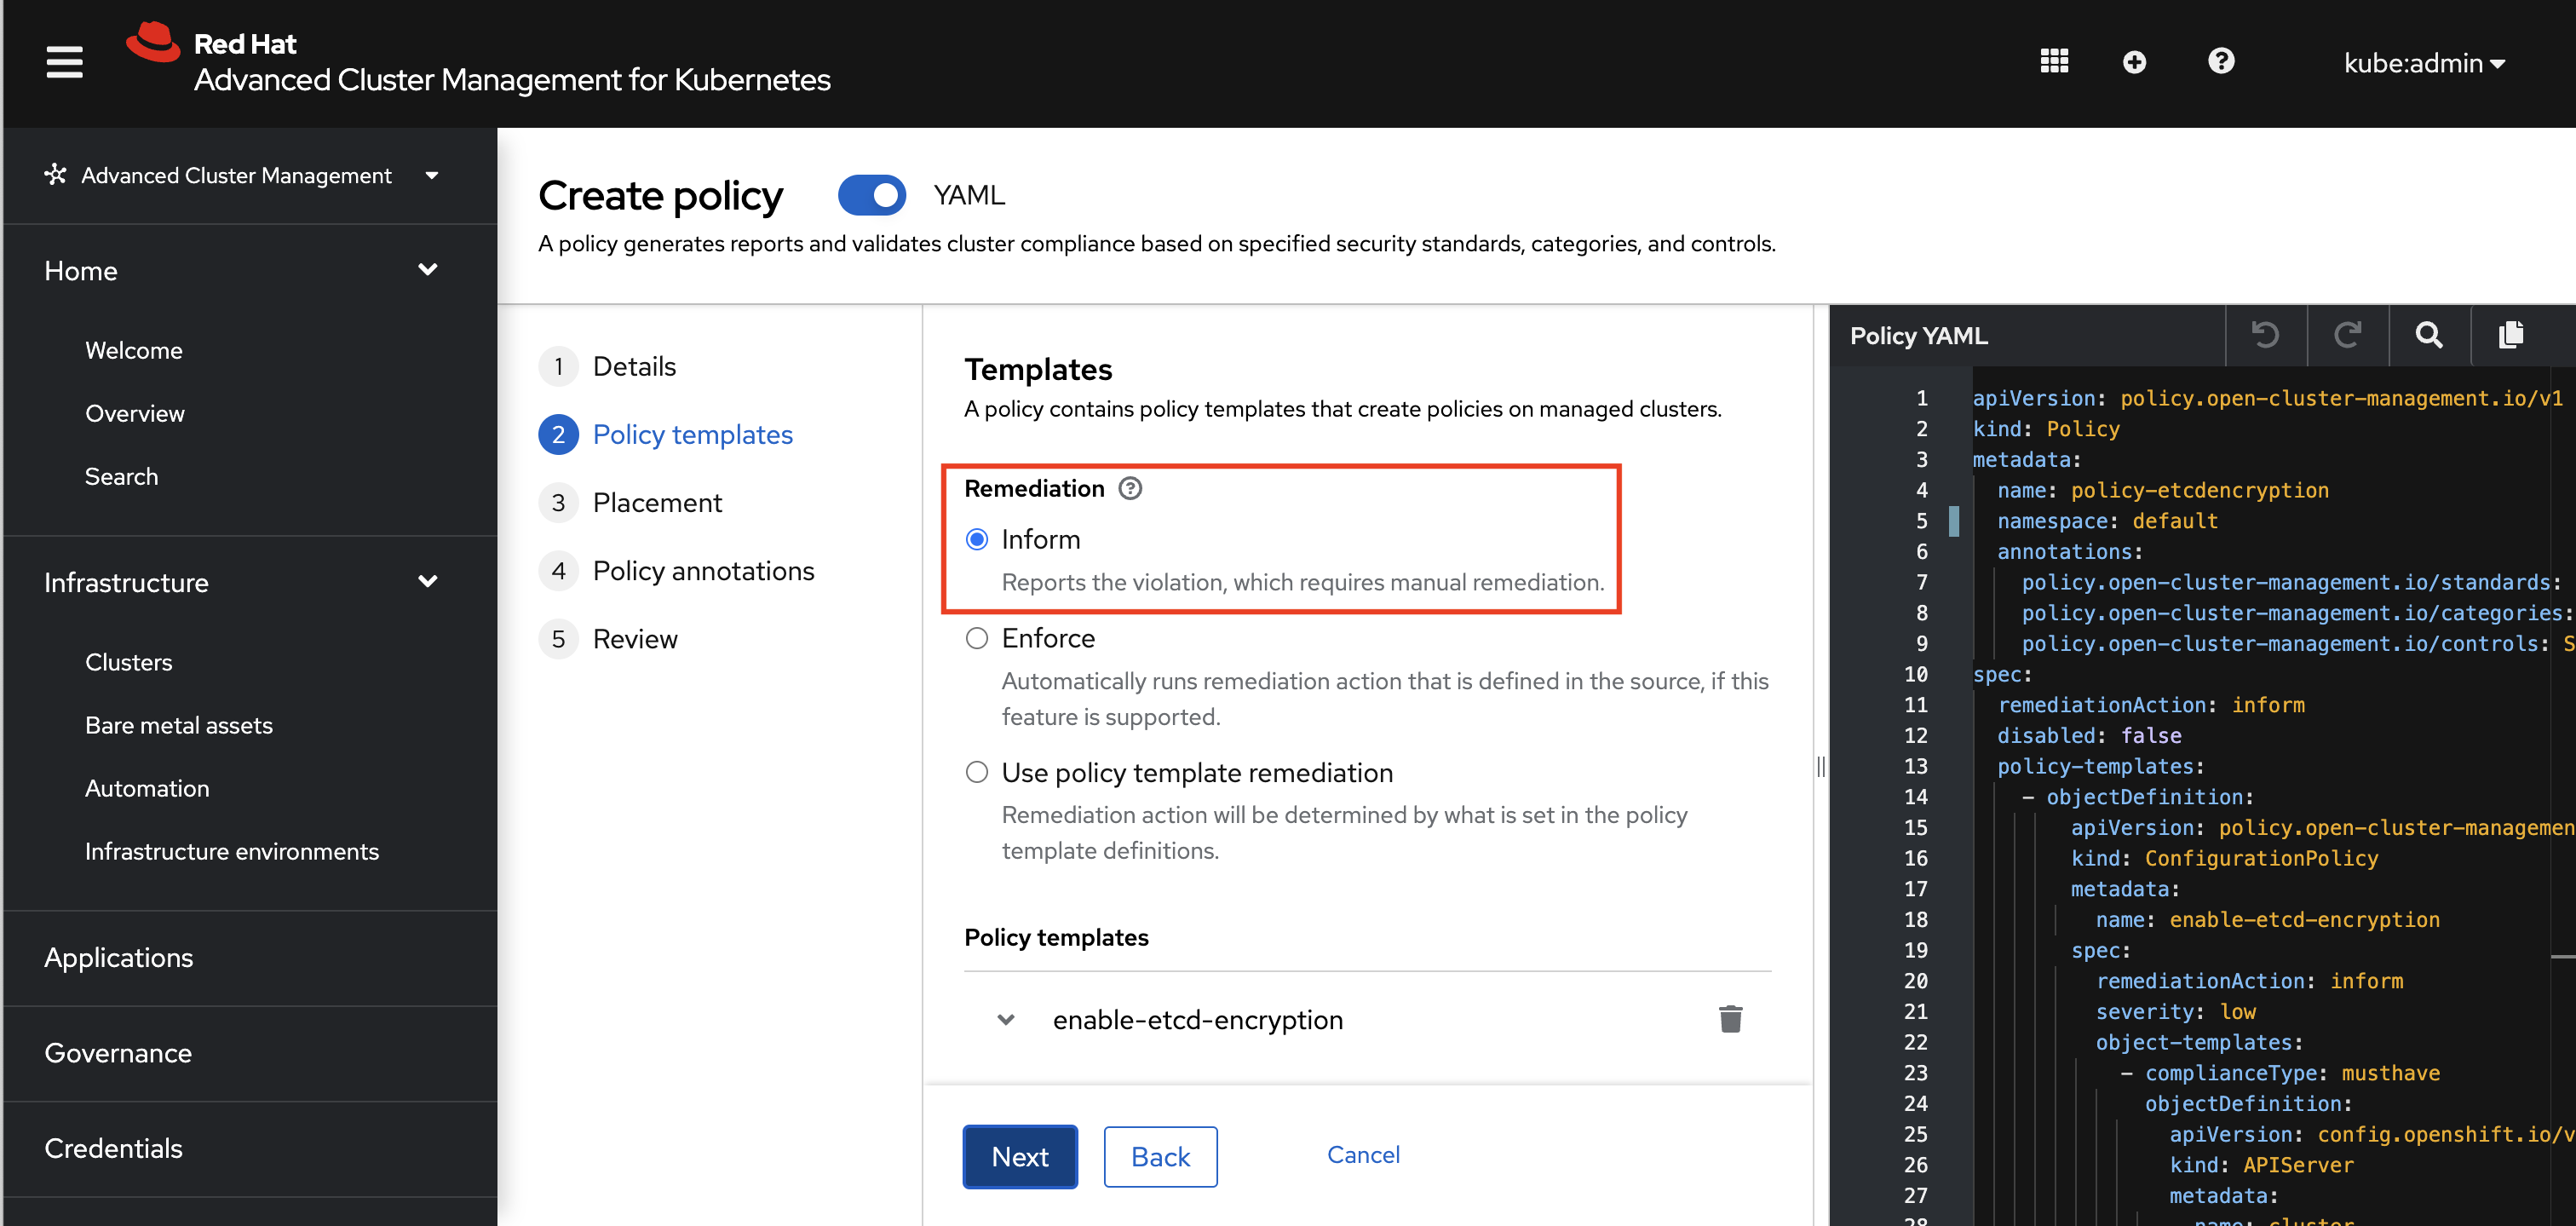 Red Hat
Advanced Cluster Management for Kubernetes
kube:admin
Advanced Cluster Management
Home
Welcome
Overview
Search
Infrastructure
Clusters
Bare metal assets
Automation
Infrastructure environments
Applications
Governance
Credentials
Create policy
YAML
A policy generates reports and validates cluster compliance based on specified security standards, categories, and controls.
1 Details
2 Policy templates
3 Placement
4 Policy annotations
5 Review
Templates
A policy contains policy templates that create policies on managed clusters.
Remediation
Inform
Reports the violation, which requires manual remediation.
Enforce
Automatically runs remediation action that is defined in the source, if this
feature is supported.
Use policy template remediation
Remediation action will be determined by what is set in the policy
template definitions.
Policy templates
enable-etcd-encryption
Next Back Cancel
Policy YAML
1 apiVersion: policy.open-cluster-management.io/v1
2 kind: Policy
3 metadata:
4 name: policy-etcdencryption
5 namespace: default
6 annotations:
7 policy.open-cluster-management.io/standards:
8 policy.open-cluster-management.io/categories:
9 policy.open-cluster-management.io/controls: S
10 spec:
11 remediationAction: inform
12 disabled: false
13 policy-templates:
14 - objectDefinition:
15 apiVersion: policy.open-cluster-managemen
16 kind: ConfigurationPolicy
17 metadata:
18 name: enable-etcd-encryption
19 spec:
20 remediationAction: inform
21 severity: low
22 object-templates:
23 - complianceType: musthave
24 objectDefinition:
25 apiVersion: config.openshift.io/v
26 kind: APIServer
27 metadata:
28 name: cluster